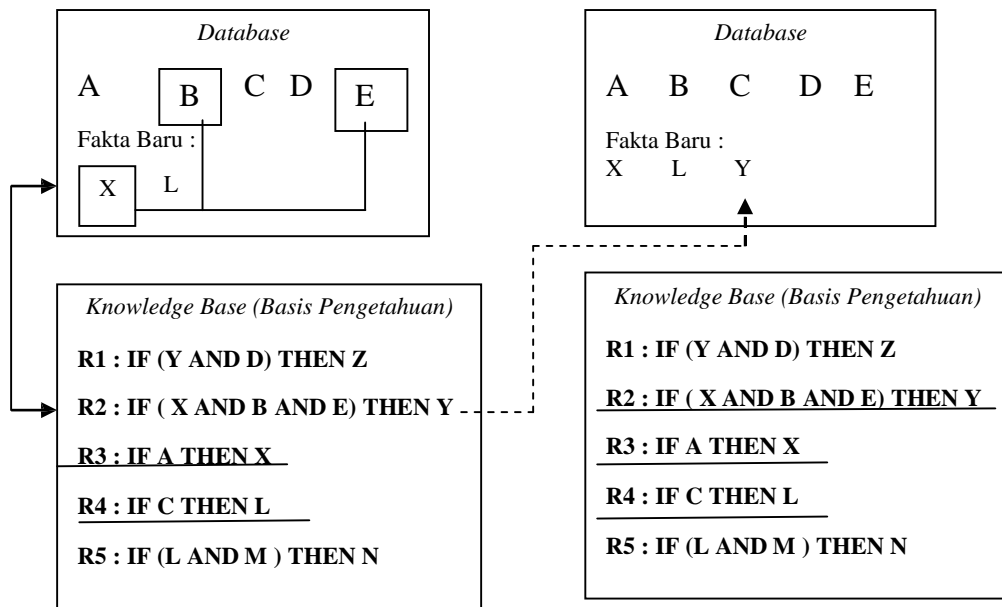 Database
A B C D E
Fakta Baru :
X L
Knowledge Base (Basis Pengetahuan)
R1 : IF (Y AND D) THEN Z
R2 : IF ( X AND B AND E) THEN Y
R3 : IF A THEN X
R4 : IF C THEN L
R5 : IF (L AND M ) THEN N
Database
A B C D E
Fakta Baru :
X L Y
Knowledge Base (Basis Pengetahuan)
R1 : IF (Y AND D) THEN Z
R2 : IF ( X AND B AND E) THEN Y
R3 : IF A THEN X
R4 : IF C THEN L
R5 : IF (L AND M ) THEN N